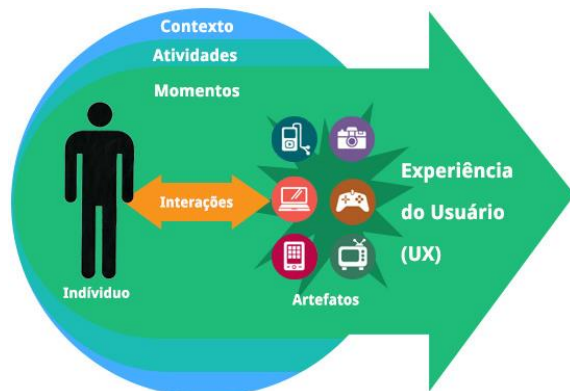 Contexto
Atividades
Momentos
Interações
Indíviduo
Artefatos
Experiência
do Usuário
(UX)